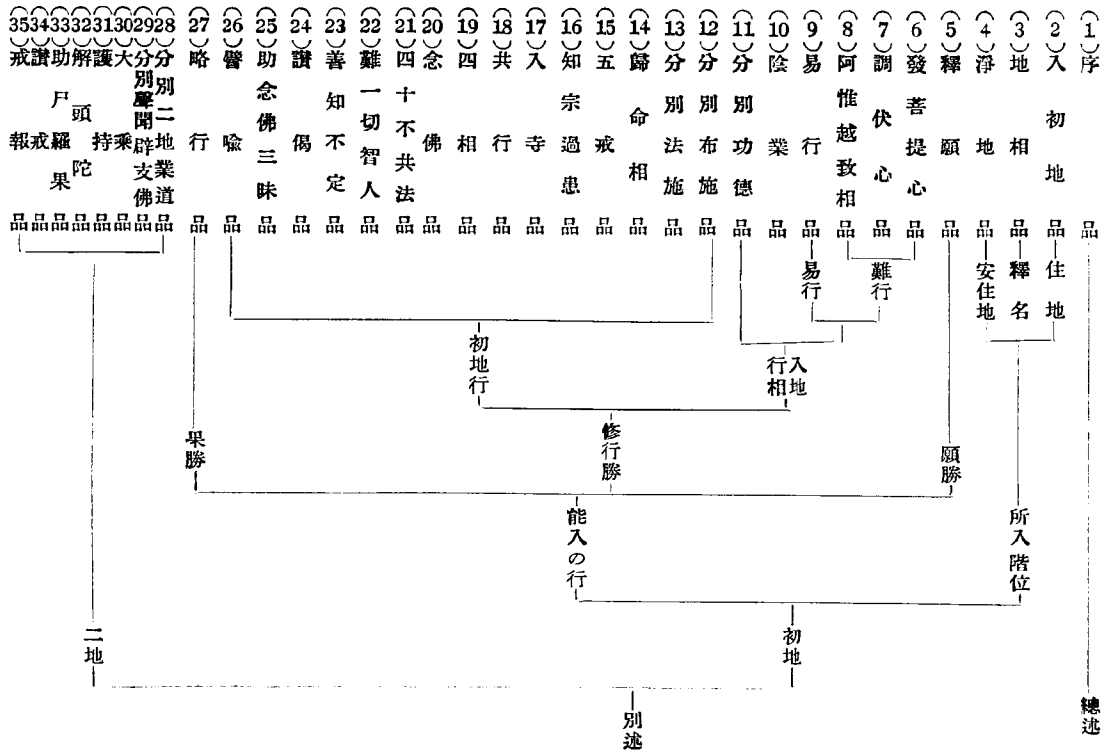 (1)序品
(2)入初地品
(3)地相品
(4)淨地品
(5)釋願品
(6)發菩提心品
(7)調伏心品
(8)阿惟越致相品
(9)易行品
(10)陰業品
(11)分別功德品
(12)分別布施品
(13)分別法施品
(14)歸命相品
(15)五戒品
(16)知宗過患品
(17)入寺品
(18)共行品
(19)四相品
(20)念佛品
(21)四十不共法品
(22)難一切智人品
(23)善知不定品
(24)讚偈品
(25)助念佛三昧品
(26)譬喩品
(27)略行品
(28)分別二地業道品
(29)分別聲聞辟支佛品
(30)大乘品
(31)護持品
(32)解頭陀品
(33)助尸羅果品
(34)讚戒品
(35)戒報品
住地
釋名
安住地
難行
易行
入地行相
初地行
修行勝
願勝
果勝
所入階位
能入の行
初地
二地
總述
別述